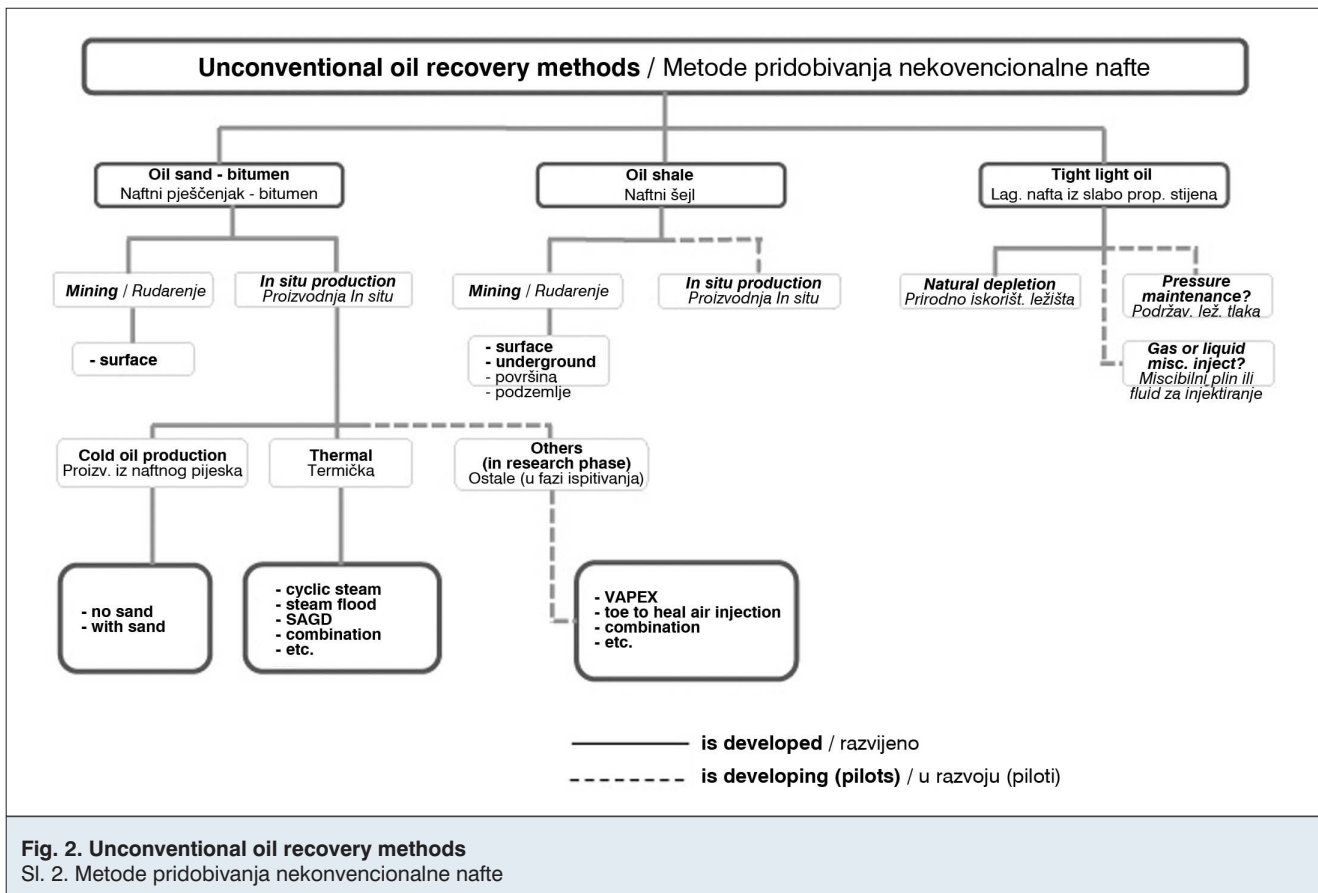 Unconventional oil recovery methods / Metode pridobivanja nekovencionalne nafte
Oil sand - bitumen
Naftni pješčenjak - bitumen
Oil shale
Naftni šejl
Tight light oil
Lag. nafta iz slabo prop. stijena
Mining / Rudarenje
In situ production
Proizvodnja In situ
Mining / Rudarenje
In situ production
Proizvodnja In situ
Natural depletion
Prirodno iskorišt. ležišta
Pressure
maintenance?
Podržav. lež. tlaka
- surface
- surface
- underground
- površina
- podzemlje
Gas or liquid
misc. inject?
Miscibilni plin ili
fluid za injektiranje
Cold oil production
Proizv. iz naftnog pijeska
Thermal
Termička
Others
(in research phase)
Ostale (u fazi ispitivanja)
- no sand
- with sand
- cyclic steam
- steam flood
- SAGD
- combination
- etc.
- VAPEX
- toe to heal air injection
- combination
- etc.
is developed / razvijeno
is developing (pilots) / u razvoju (piloti)
Fig. 2. Unconventional oil recovery methods
Sl. 2. Metode pridobivanja nekonvencionalne nafte